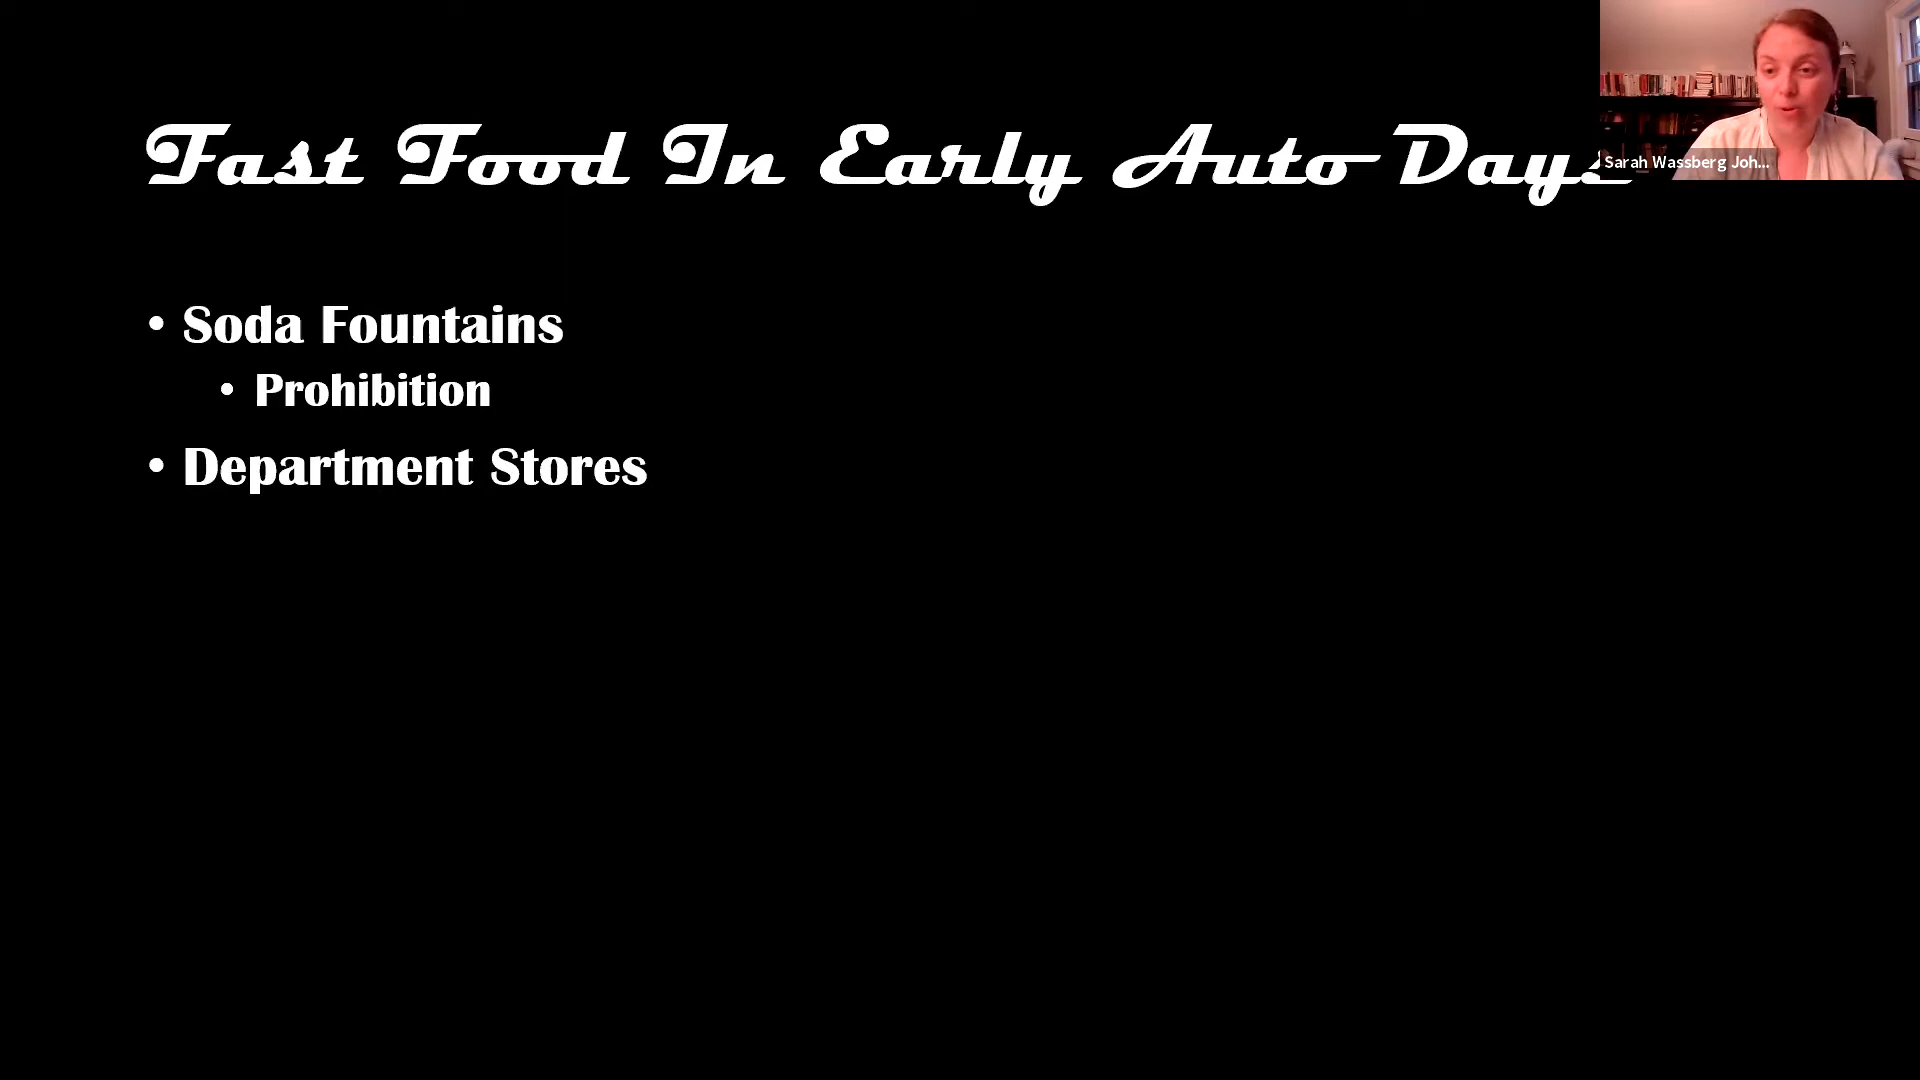 Fast Food In Early Auto Days
Sarah Wassberg Joh...
• Soda Fountains
• Prohibition
• Department Stores